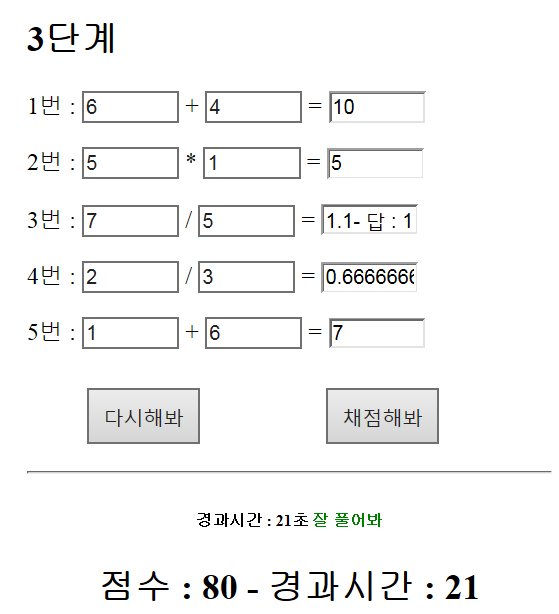 3단계
1번 : 6 + 4 = 10
2번 : 5 * 1 = 5
3번 : 7 / 5 = 1.1- 답 : 1
4번 : 2 / 3 = 0.6666666
5번 : 1 + 6 = 7
다시해봐 채점해봐
경과시간 : 21초 잘 풀어봐
점수 : 80 - 경과시간 : 21